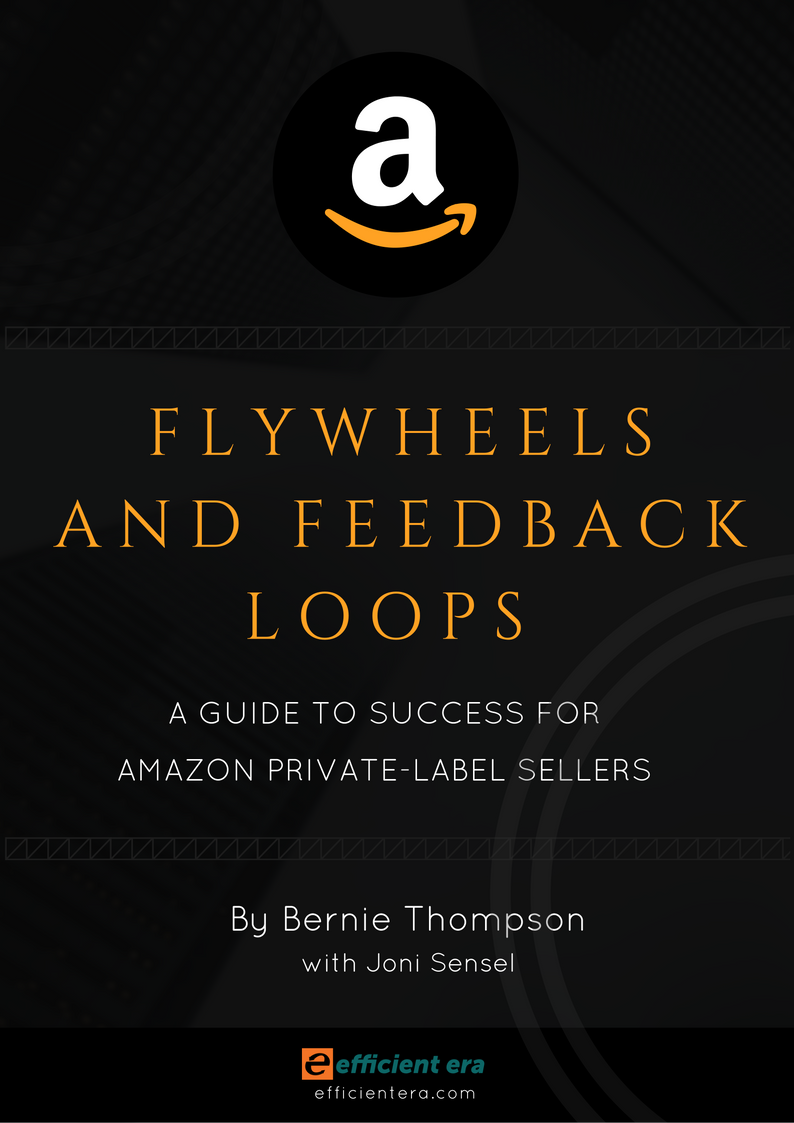 a
FLYWHEELS
AND FEEDBACK
LOOPS
A GUIDE TO SUCCESS FOR
AMAZON PRIVATE-LABEL SELLERS
By Bernie Thompson
with Joni Sensel
e efficient era
efficientera.com